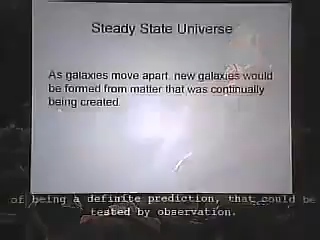 Steady State Universe
As galaxies move apart, new galaxies would
be formed from matter that was continually
being created.
of being a definite prediction, that could be
tested by observation.